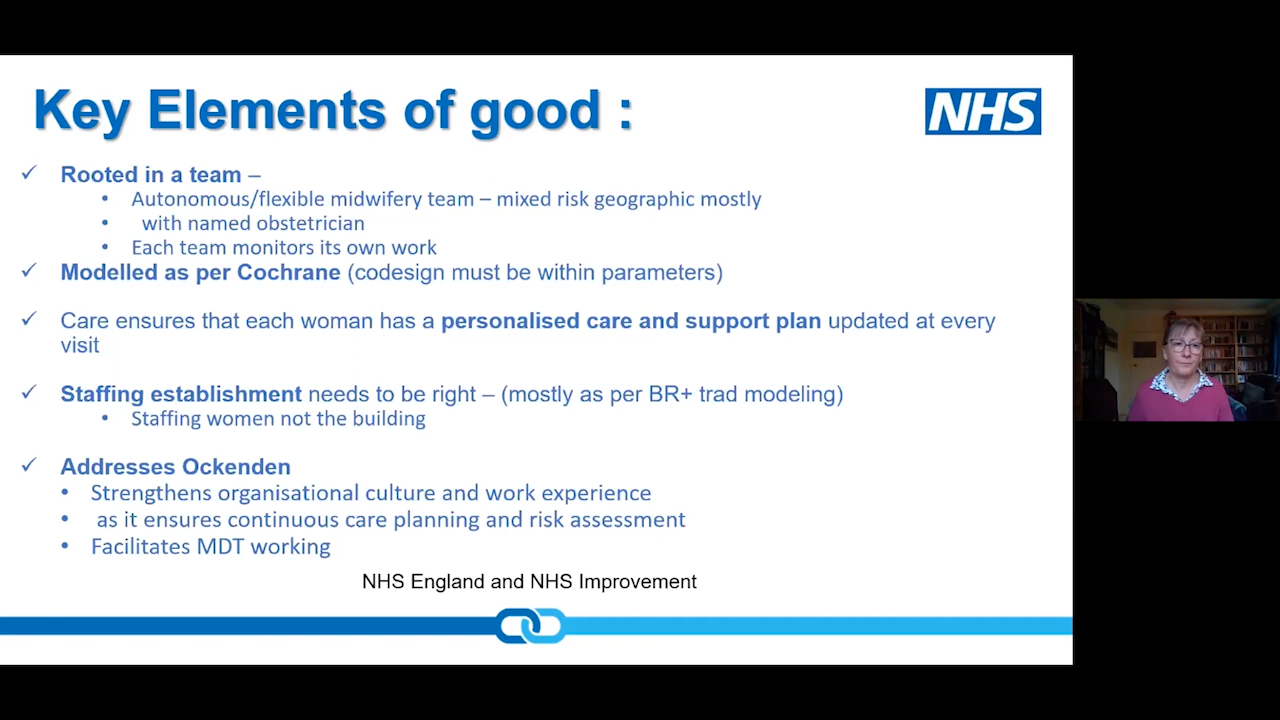 Key Elements of good :
NHS
✓ Rooted in a team –
• Autonomous/flexible midwifery team – mixed risk geographic mostly
• with named obstetrician
• Each team monitors its own work
✓ Modelled as per Cochrane (codesign must be within parameters)
✓ Care ensures that each woman has a personalised care and support plan updated at every
visit
✓ Staffing establishment needs to be right – (mostly as per BR+ trad modeling)
• Staffing women not the building
✓ Addresses Ockenden
• Strengthens organisational culture and work experience
• as it ensures continuous care planning and risk assessment
• Facilitates MDT working
NHS England and NHS Improvement